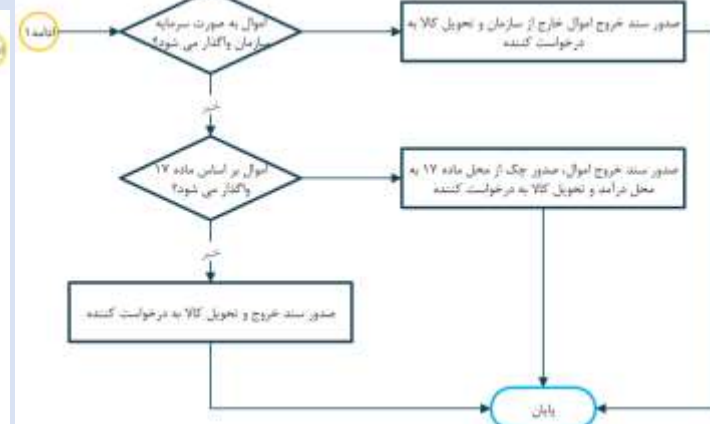 ادامه ۱
اموال به صورت سرمایه
سازمان واگذار می شود؟
صدور سند خروج اموال خارج از سازمان و تحویل کالا به
درخواست کننده
خیر
اموال بر اساس ماده ۱۷
واگذار می شود؟
صدور سند خروج اموال، صدور چک از محل ماده ۱۷ به
محل درآمد و تحویل کالا به درخواست کننده
خیر
صدور سند خروج و تحویل کالا به درخواست کننده
پایان